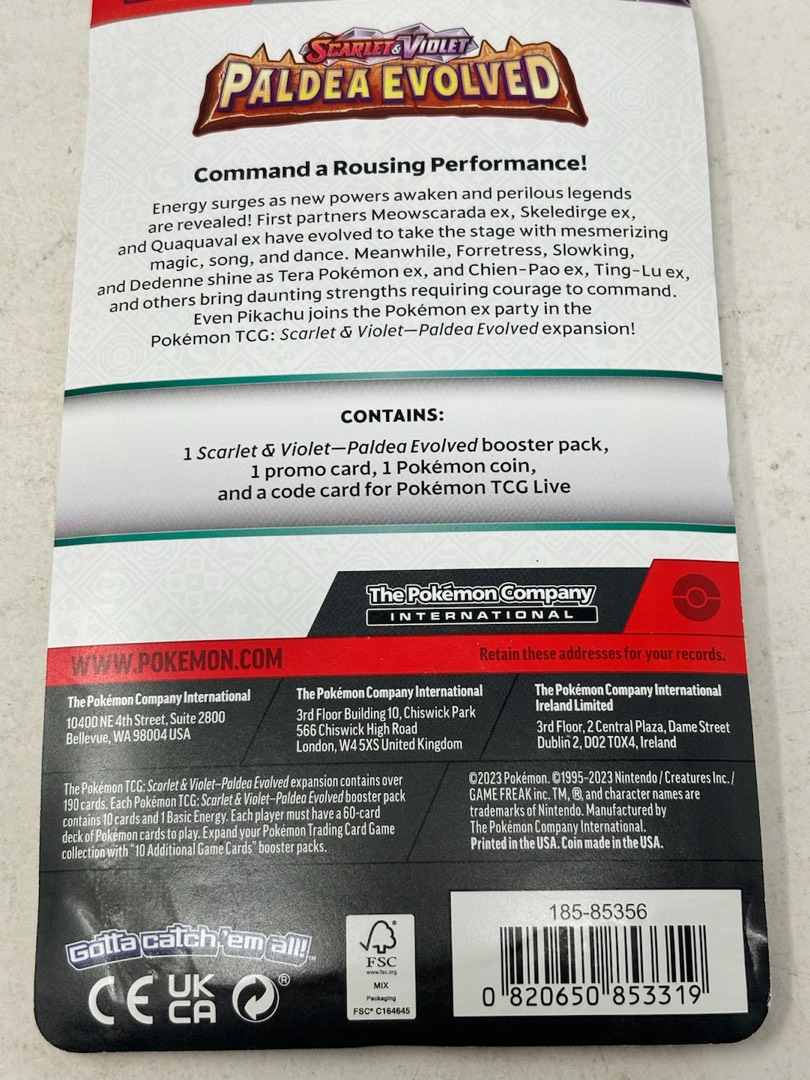 SCARLET & VIOLET
PALDEA EVOLVED
Command a Rousing Performance!
Energy surges as new powers awaken and perilous legends
are revealed! First partners Meowscarada ex, Skeledirge ex,
and Quaquaval ex have evolved to take the stage with mesmerizing
magic, song, and dance. Meanwhile, Forretress, Slowking,
and Dedenne shine as Tera Pokémon ex, and Chien-Pao ex, Ting-Lu ex,
and others bring daunting strengths requiring courage to command.
Even Pikachu joins the Pokémon ex party in the
Pokémon TCG: Scarlet & Violet—Paldea Evolved expansion!
CONTAINS:
1 Scarlet & Violet—Paldea Evolved booster pack,
1 promo card, 1 Pokémon coin,
and a code card for Pokémon TCG Live
The Pokémon Company
INTERNATIONAL
WWW.POKEMON.COM
Retain these addresses for your records.
The Pokémon Company International
10400 NE 4th Street, Suite 2800
Bellevue, WA 98004 USA
The Pokémon Company International
3rd Floor Building 10, Chiswick Park
566 Chiswick High Road
London, W4 5XS United Kingdom
The Pokémon Company International
Ireland Limited
3rd Floor, 2 Central Plaza, Dame Street
Dublin 2, D02 T0X4, Ireland
The Pokémon TCG: Scarlet & Violet–Paldea Evolved expansion contains over
190 cards. Each Pokémon TCG: Scarlet & Violet–Paldea Evolved booster pack
contains 10 cards and 1 Basic Energy. Each player must have a 60-card
deck of Pokémon cards to play. Expand your Pokémon Trading Card Game
collection with "10 Additional Game Cards" booster packs.
©2023 Pokémon. ©1995–2023 Nintendo / Creatures Inc. /
GAME FREAK inc. TM, ®, and character names are
trademarks of Nintendo. Manufactured by
The Pokémon Company International.
Printed in the USA. Coin made in the USA.
Gotta catch 'em all!™
CE UK CA ®
FSC
www.fsc.org
MIX
Packaging
FSC® C164645
185-85356
0 820650 853319